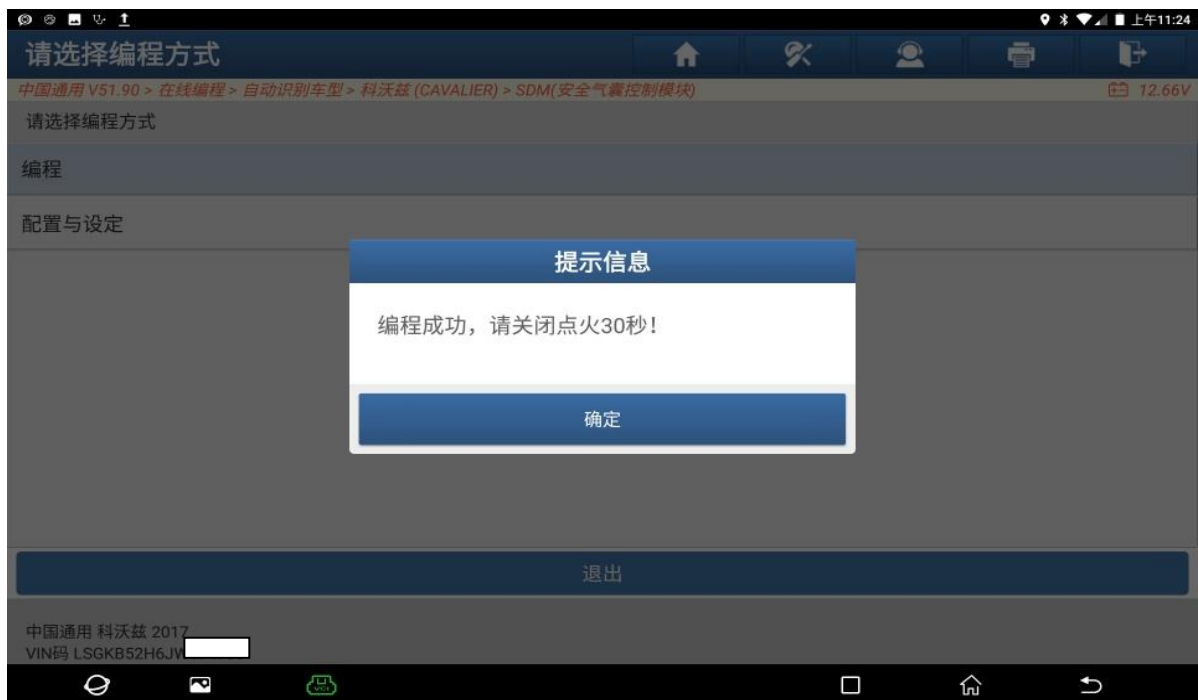 上午11:24
请选择编程方式
中国通用 V51.90 > 在线编程 > 自动识别车型 > 科沃兹 (CAVALIER) > SDM(安全气囊控制模块)
12.66V
请选择编程方式
编程
配置与设定
提示信息
编程成功，请关闭点火30秒！
确定
退出
中国通用 科沃兹 2017
VIN码 LSGKB52H6JW
VCI